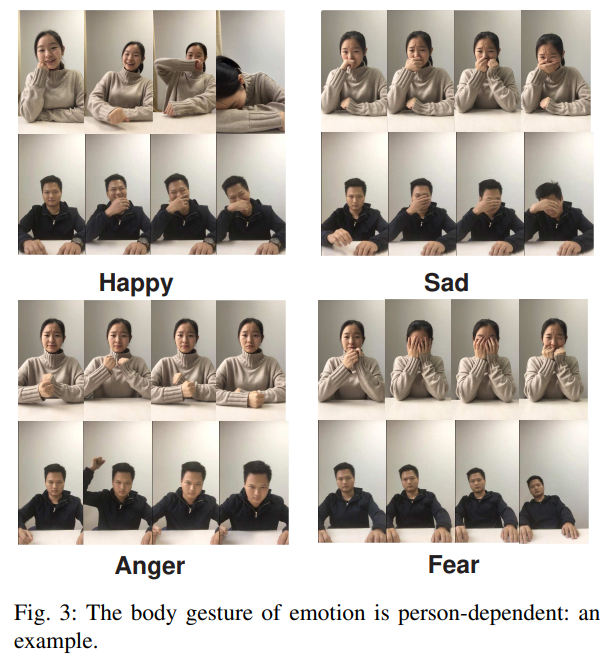 Happy
Sad
Anger
Fear
Fig. 3: The body gesture of emotion is person-dependent: an
example.